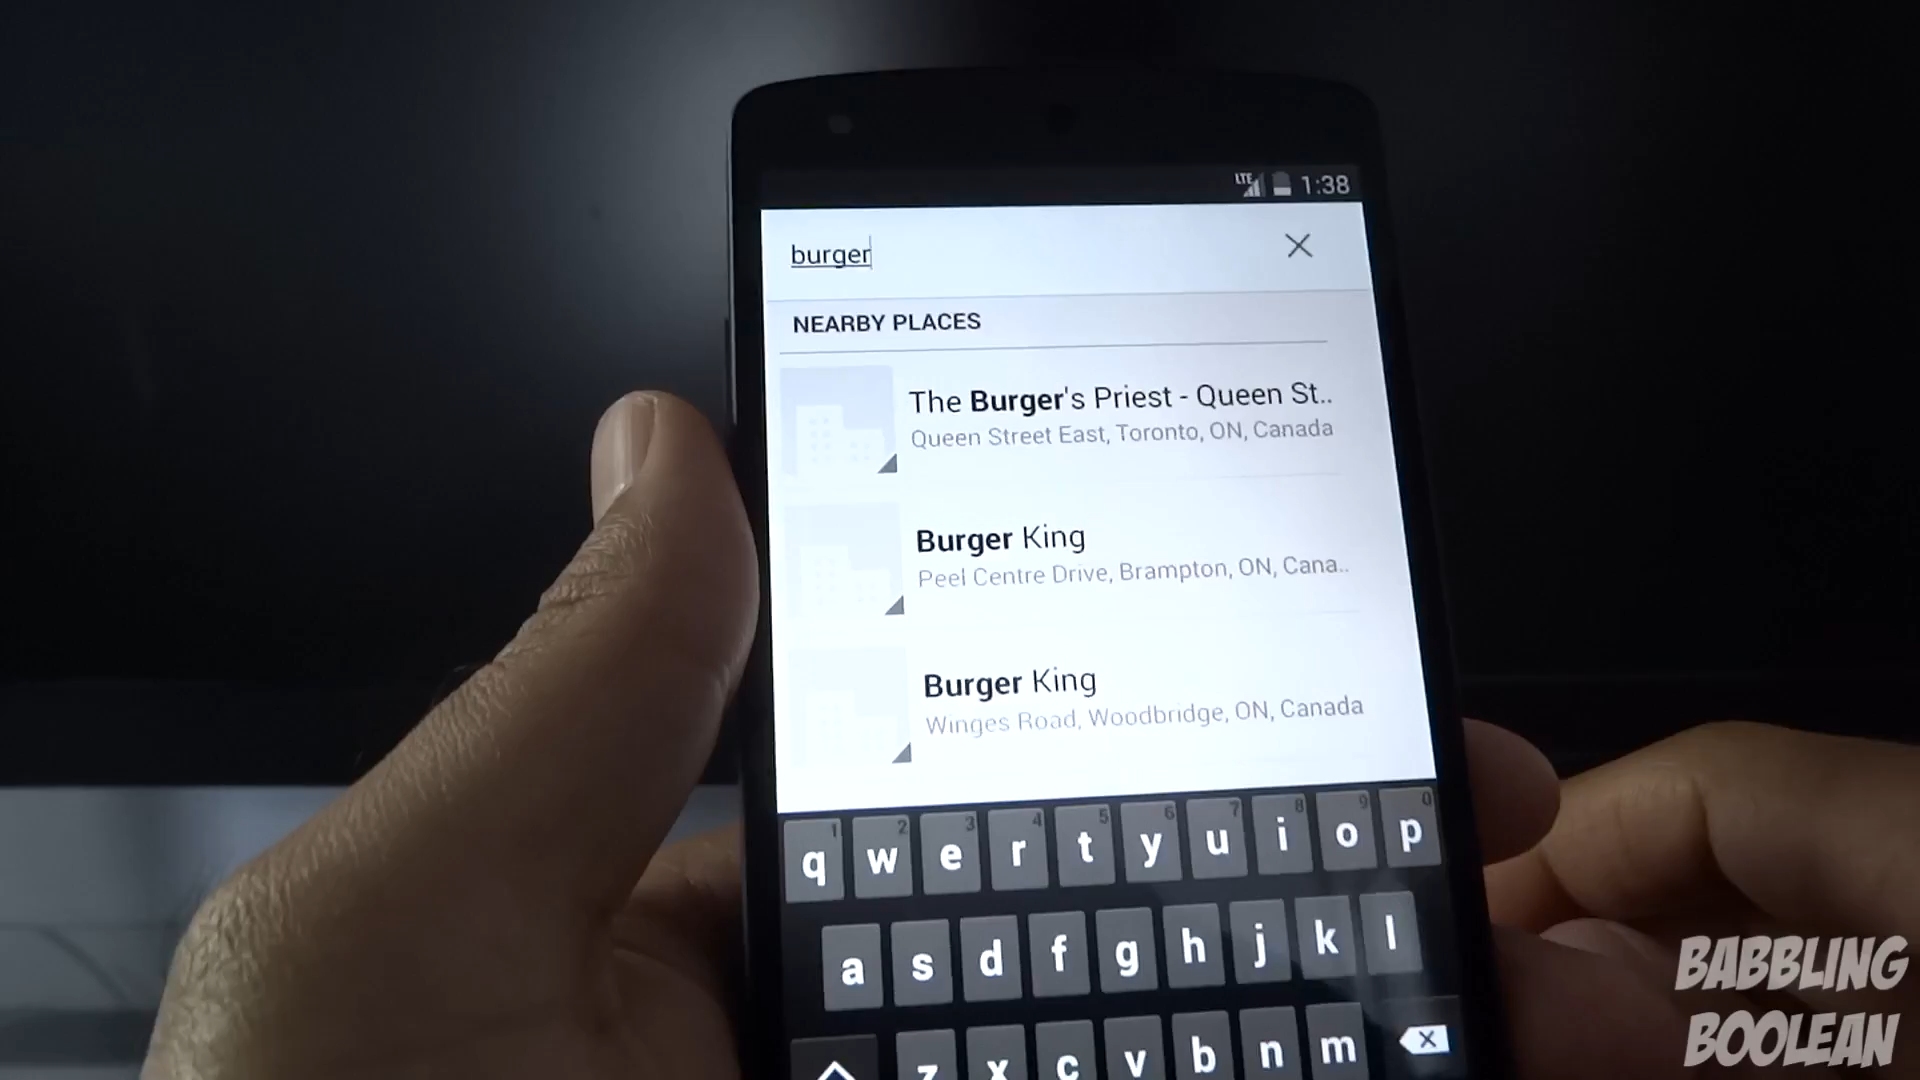 LTE 1:38
burger
NEARBY PLACES
The Burger's Priest - Queen St..
Queen Street East, Toronto, ON, Canada
Burger King
Peel Centre Drive, Brampton, ON, Cana..
Burger King
Winges Road, Woodbridge, ON, Canada
1 2 3 4 5 6 7 8 9 0
q w e r t y u i o p
a s d f g h j k l
z x c v b n m
BABBLING
BOOLEAN